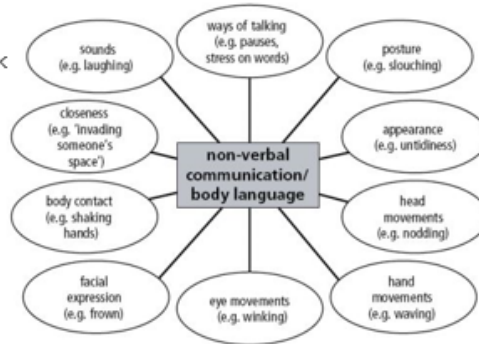 ways of talking
(e.g. pauses,
stress on words)
sounds
(e.g. laughing)
posture
(e.g. slouching)
closeness
(e.g. 'invading
someone's
space')
appearance
(e.g. untidiness)
non-verbal
communication/
body language
body contact
(e.g. shaking
hands)
head
movements
(e.g. nodding)
facial
expression
(e.g. frown)
eye movements
(e.g. winking)
hand
movements
(e.g. waving)